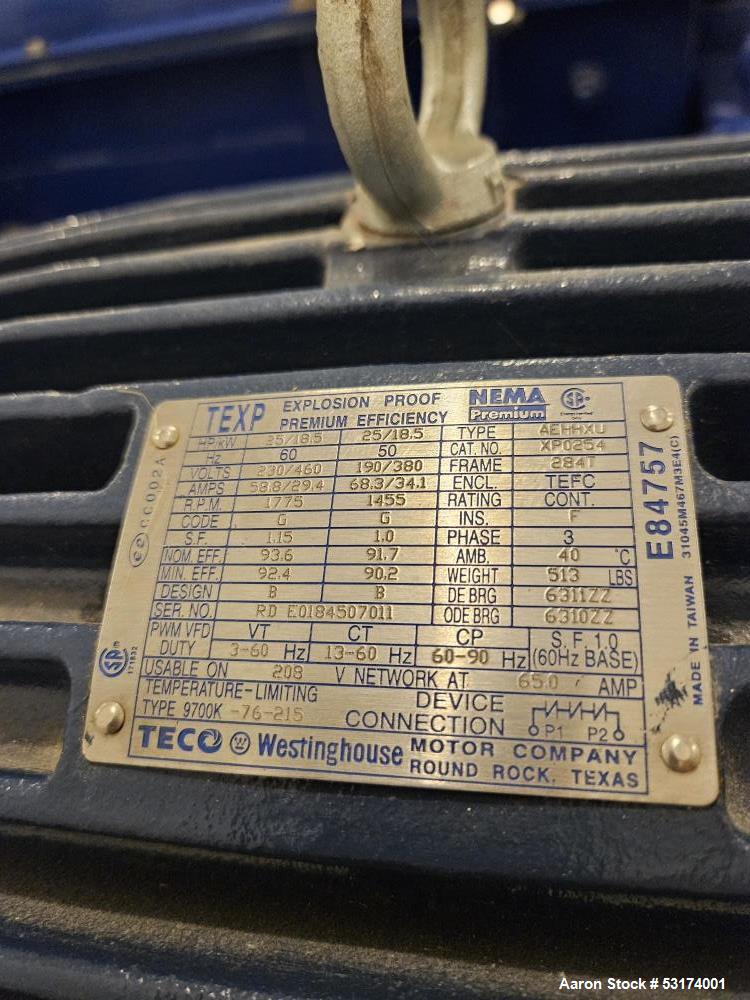 TEXP EXPLOSION PROOF PREMIUM EFFICIENCY NEMA Premium
HP/kW 25/18.5 25/18.5 TYPE AEHHXU
Hz 60 50 CAT. NO. XP0254
VOLTS 230/460 190/380 FRAME 284T
AMPS 58.8/29.4 68.3/34.1 ENCL. TEFC
R.P.M. 1775 1455 RATING CONT.
CODE G G INS. F
S.F. 1.15 1.0 PHASE 3
NOM. EFF. 93.6 91.7 AMB. 40 °C
MIN. EFF. 92.4 90.2 WEIGHT 513 LBS
DESIGN B B DE BRG 6311ZZ
SER. NO. RD E0184507011 ODE BRG 6310ZZ
PWM VFD DUTY VT CT CP S.F. 1.0
3-60 Hz 13-60 Hz 60-90 Hz (60Hz BASE)
USABLE ON 208 V NETWORK AT 65.0 AMP
TEMPERATURE-LIMITING DEVICE
TYPE 9700K -76-215 CONNECTION P1 P2
TECO Westinghouse MOTOR COMPANY
ROUND ROCK, TEXAS
CC002A
171832
E84757
31045M467M3E4(C)
MADE IN TAIWAN
Aaron Stock # 53174001